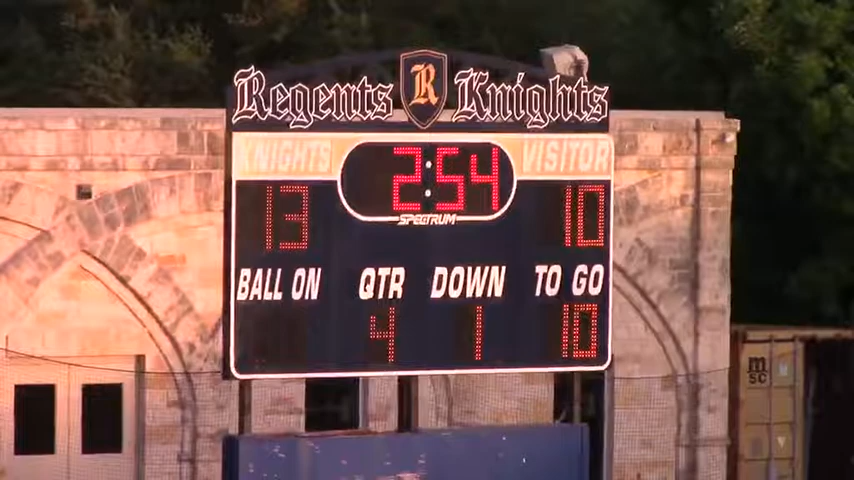 Regents R Knights
KNIGHTS 2:54 VISITOR
13 SPECTRUM 10
BALL ON QTR DOWN TO GO
4 1 10
msc